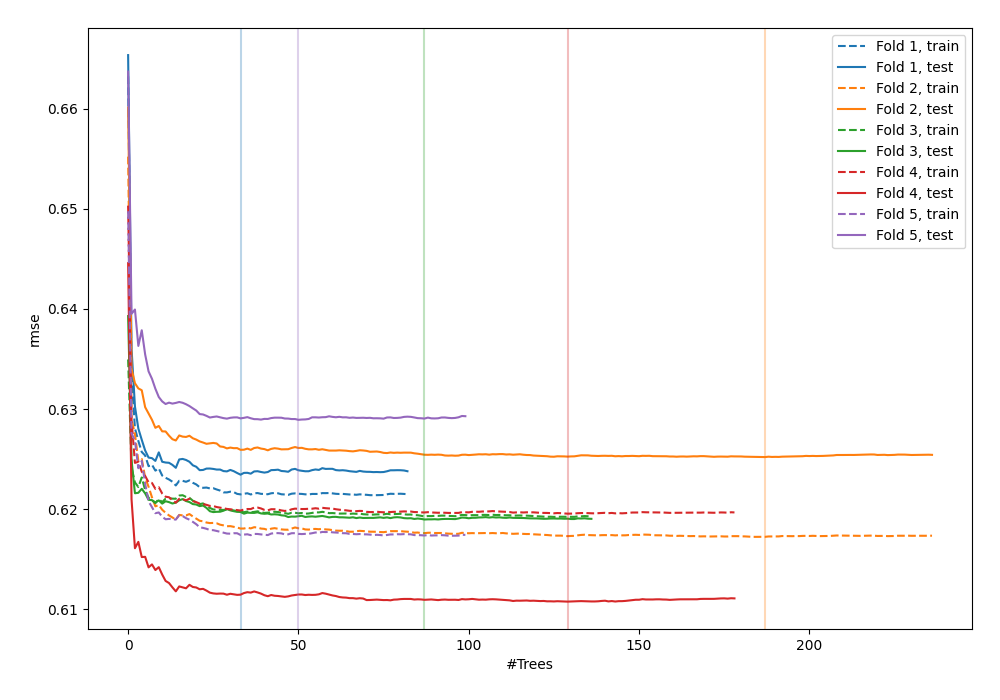 0.66
0.65
0.64
0.63
0.62
0.61
rmse
0
50
100
150
200
#Trees
Fold 1, train
Fold 1, test
Fold 2, train
Fold 2, test
Fold 3, train
Fold 3, test
Fold 4, train
Fold 4, test
Fold 5, train
Fold 5, test